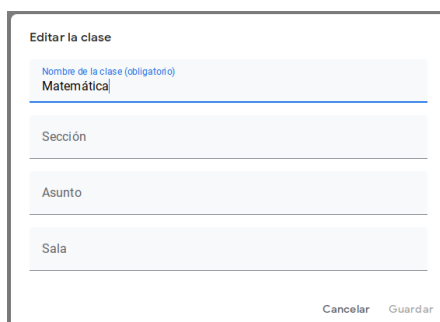 Editar la clase
Nombre de la clase (obligatorio)
Matemática
Sección
Asunto
Sala
Cancelar Guardar